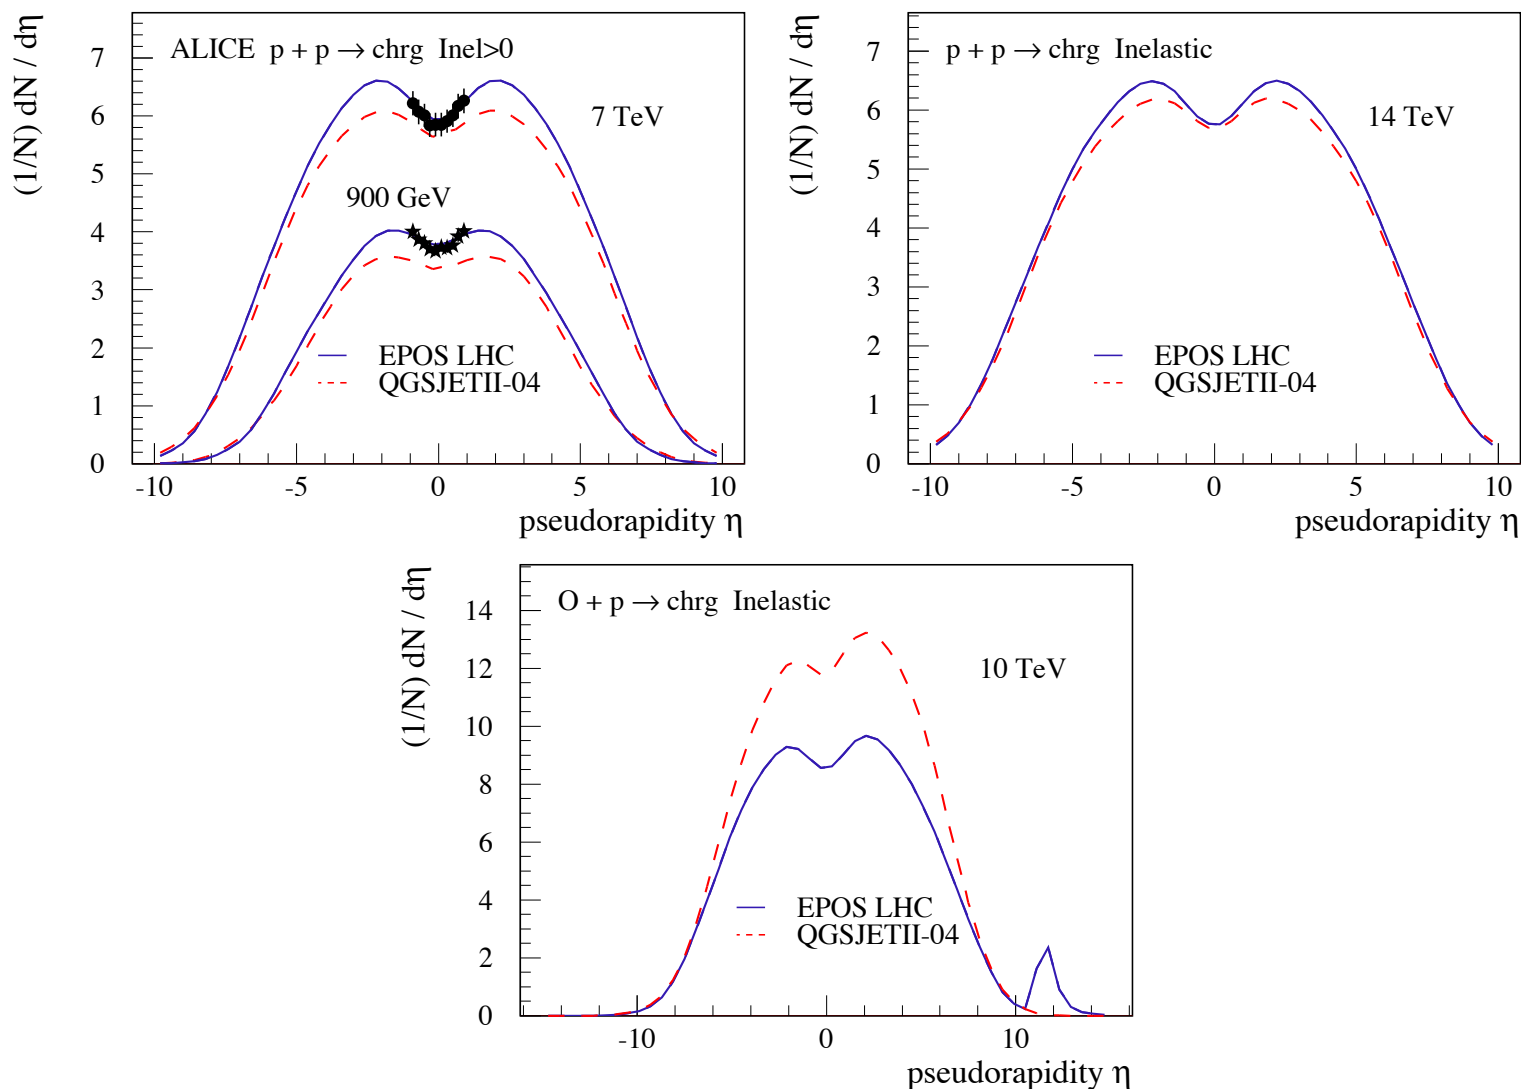 (1/N) dN / dη
7
6
5
4
3
2
1
0
ALICE p + p → chrg Inel>0
7 TeV
900 GeV
EPOS LHC
QGSJETII-04
-10 -5 0 5 10
pseudorapidity η
(1/N) dN / dη
7
6
5
4
3
2
1
0
p + p → chrg Inelastic
14 TeV
EPOS LHC
QGSJETII-04
-10 -5 0 5 10
pseudorapidity η
(1/N) dN / dη
14
12
10
8
6
4
2
0
O + p → chrg Inelastic
10 TeV
EPOS LHC
QGSJETII-04
-10 0 10
pseudorapidity η